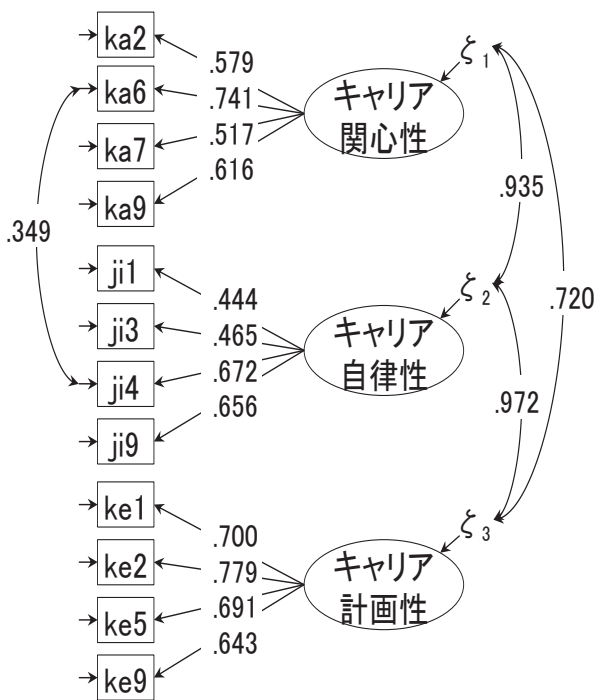 ka2
ka6
ka7
ka9
.579
.741
.517
.616
キャリア
関心性
ζ1
.349
.935
.720
ji1
ji3
ji4
ji9
.444
.465
.672
.656
キャリア
自律性
ζ2
.972
ke1
ke2
ke5
ke9
.700
.779
.691
.643
キャリア
計画性
ζ3